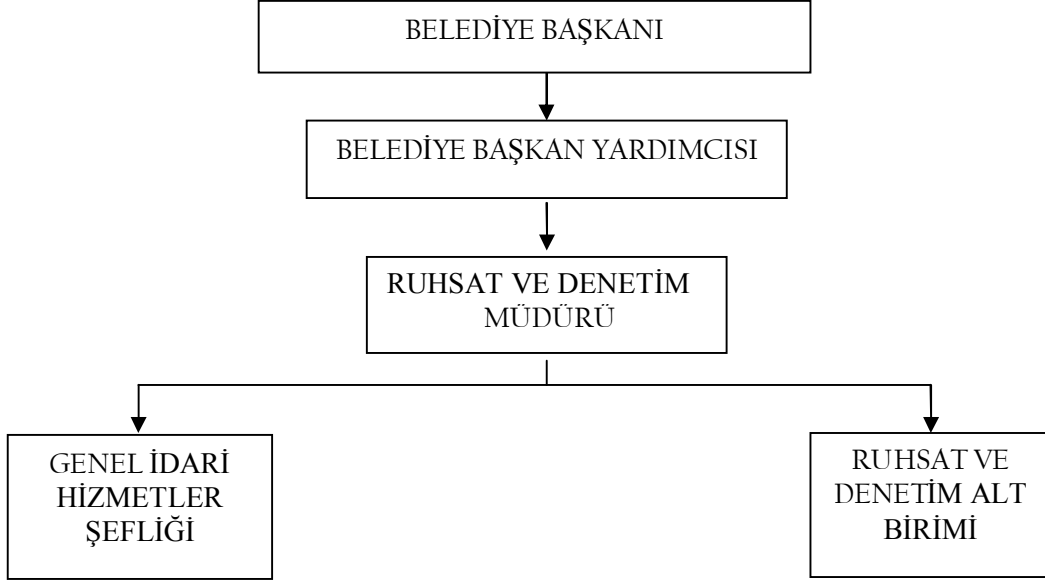 BELEDİYE BAŞKANI
BELEDİYE BAŞKAN YARDIMCISI
RUHSAT VE DENETİM
MÜDÜRÜ
GENEL İDARİ
HİZMETLER
ŞEFLİĞİ
RUHSAT VE
DENETİM ALT
BİRİMİ